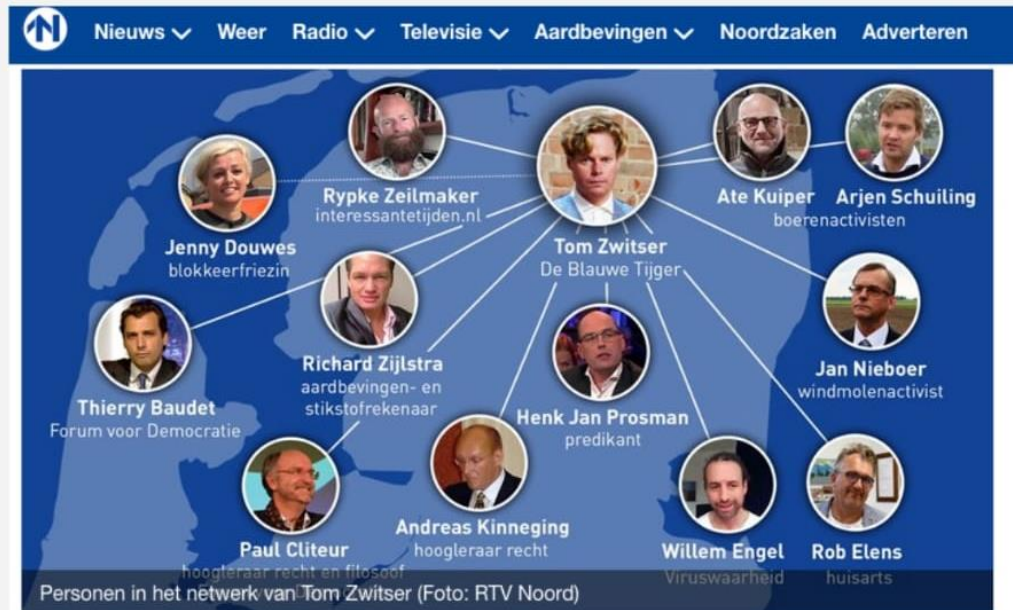 Nieuws Weer Radio Televisie Aardbevingen Noordzaken Adverteren
Rypke Zeilmaker
interessantetijden.nl
Ate Kuiper Arjen Schuiling
boerenactivisten
Jenny Douwes
blokkeerfriezin
Tom Zwitser
De Blauwe Tijger
Richard Zijlstra
aardbevingen- en
stikstofrekenaar
Jan Nieboer
windmolenactivist
Thierry Baudet
Forum voor Democratie
Henk Jan Prosman
predikant
Andreas Kinneging
hoogleraar recht
Paul Cliteur
hoogleraar recht en filosoof
Willem Engel
Viruswaarheid
Rob Elens
huisarts
Personen in het netwerk van Tom Zwitser (Foto: RTV Noord)